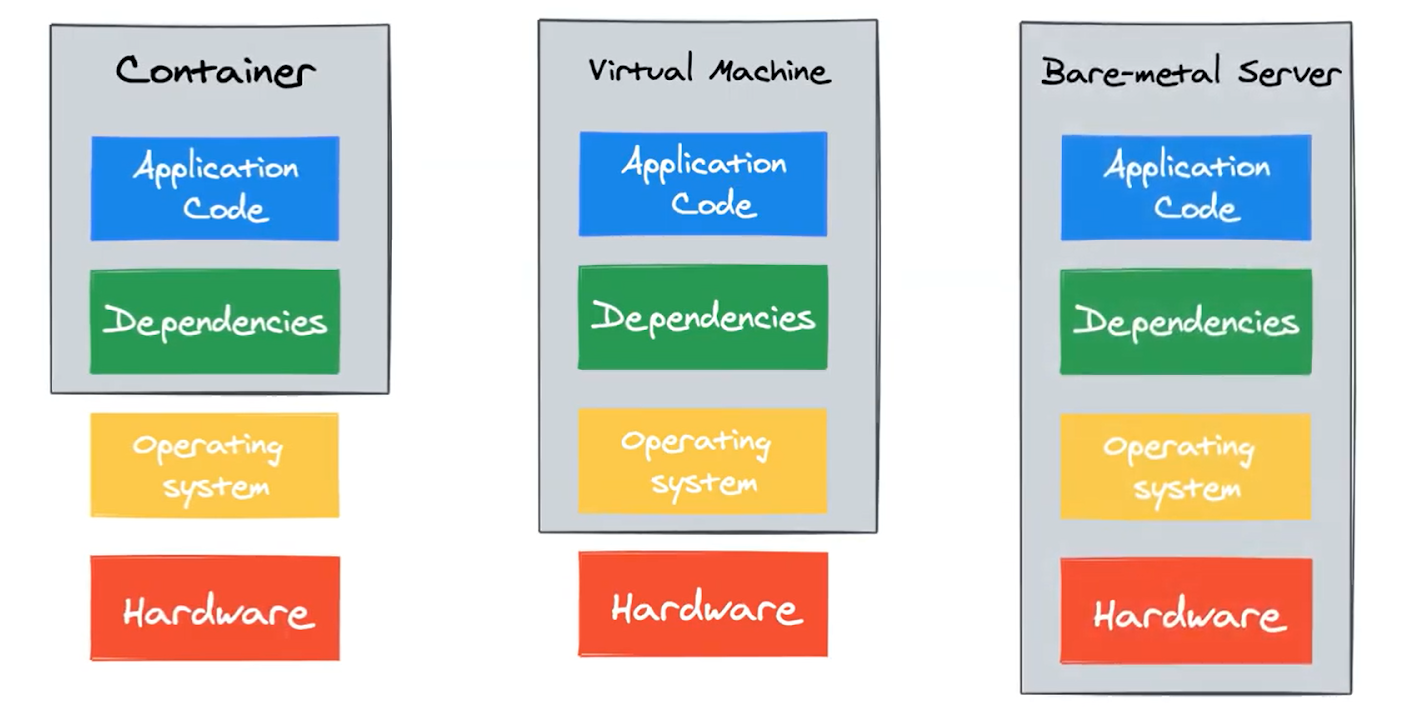 Container
Application
Code
Dependencies
Operating
system
Hardware
Virtual Machine
Application
Code
Dependencies
Operating
system
Hardware
Bare-metal Server
Application
Code
Dependencies
Operating
system
Hardware